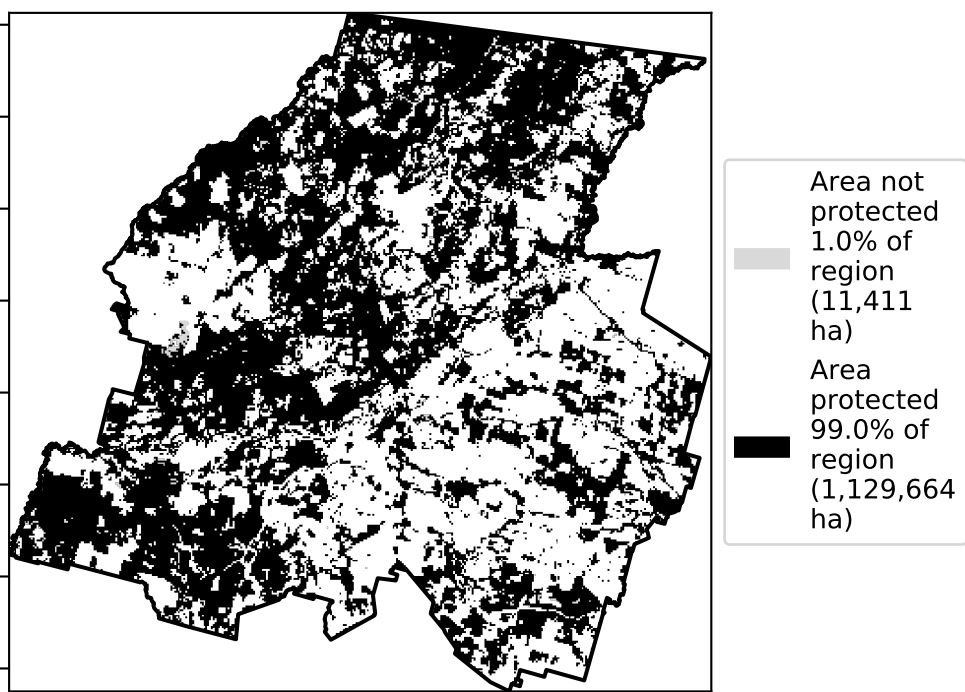 Area not
protected
1.0% of
region
(11,411
ha)
Area
protected
99.0% of
region
(1,129,664
ha)